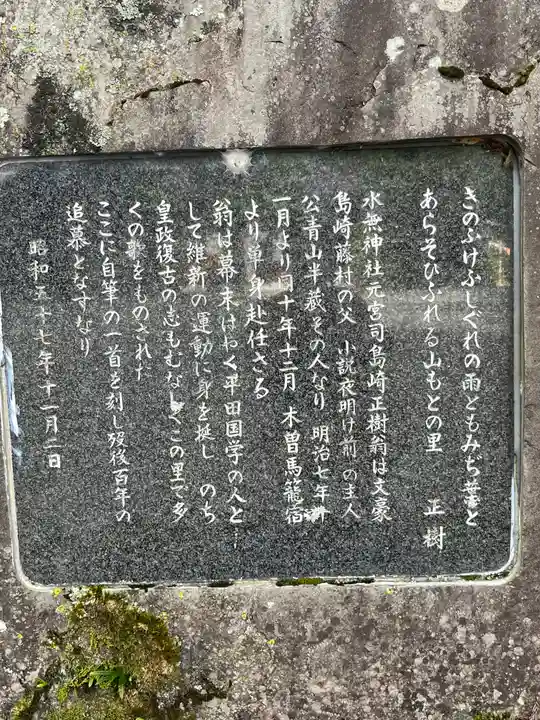 きのふけふしぐれの雨ともみぢ葉と
あらそひふれる山もとの里 正樹
水無神社元宮司島崎正樹翁は文豪
島崎藤村の父 小説夜明け前の主人
公青山半蔵その人なり 明治七年十
一月より同十年十二月 木曽馬籠宿
より単身赴任さる
翁は幕末はわく平田国学の人と
して維新の運動に身を挺し のち
皇政復古の志もむなしくこの里で多
くの歌をものされた
ここに自筆の一首を刻し歿後百年の
追慕となすなり
昭和五十七年十一月二日